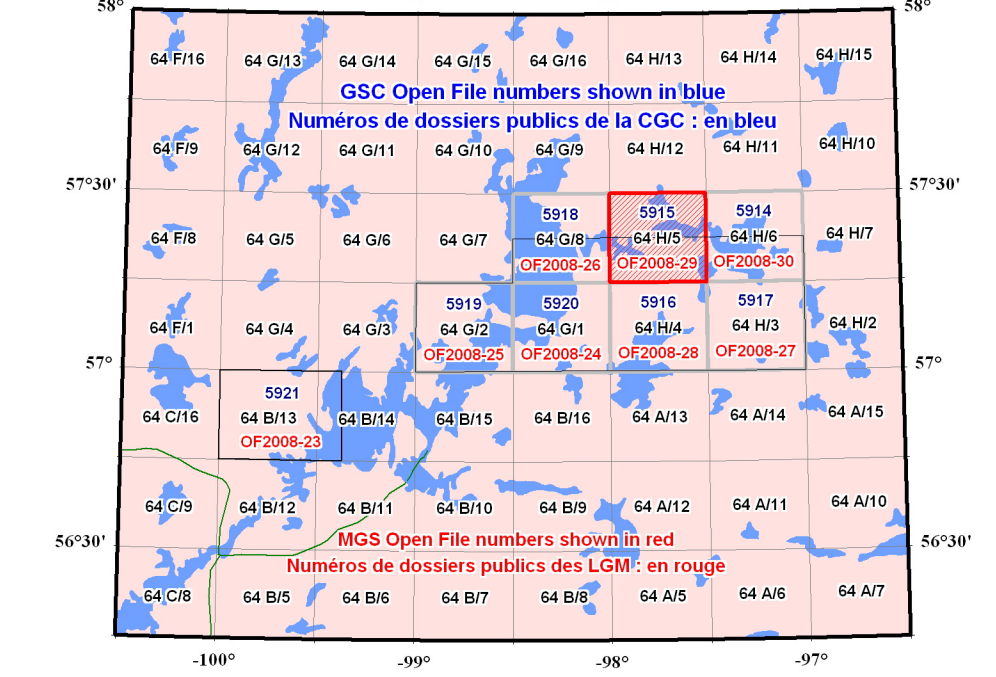 58° 58°
64 F/16 64 G/13 64 G/14 64 G/15 64 G/16 64 H/13 64 H/14 64 H/15
GSC Open File numbers shown in blue
Numéros de dossiers publics de la CGC : en bleu
64 F/9 64 G/12 64 G/11 64 G/10 64 G/9 64 H/12 64 H/11 64 H/10
57°30' 57°30'
5918 5915 5914
64 F/8 64 G/5 64 G/6 64 G/7 64 G/8 64 H/5 64 H/6 64 H/7
OF2008-26 OF2008-29 OF2008-30
5919 5920 5916 5917
64 F/1 64 G/4 64 G/3 64 G/2 64 G/1 64 H/4 64 H/3 64 H/2
OF2008-25 OF2008-24 OF2008-28 OF2008-27
57° 57°
5921
64 C/16 64 B/13 64 B/14 64 B/15 64 B/16 64 A/13 64 A/14 64 A/15
OF2008-23
64 C/9 64 B/12 64 B/11 64 B/10 64 B/9 64 A/12 64 A/11 64 A/10
56°30' 56°30'
MGS Open File numbers shown in red
Numéros de dossiers publics des LGM : en rouge
64 C/8 64 B/5 64 B/6 64 B/7 64 B/8 64 A/5 64 A/6 64 A/7
-100° -99° -98° -97°